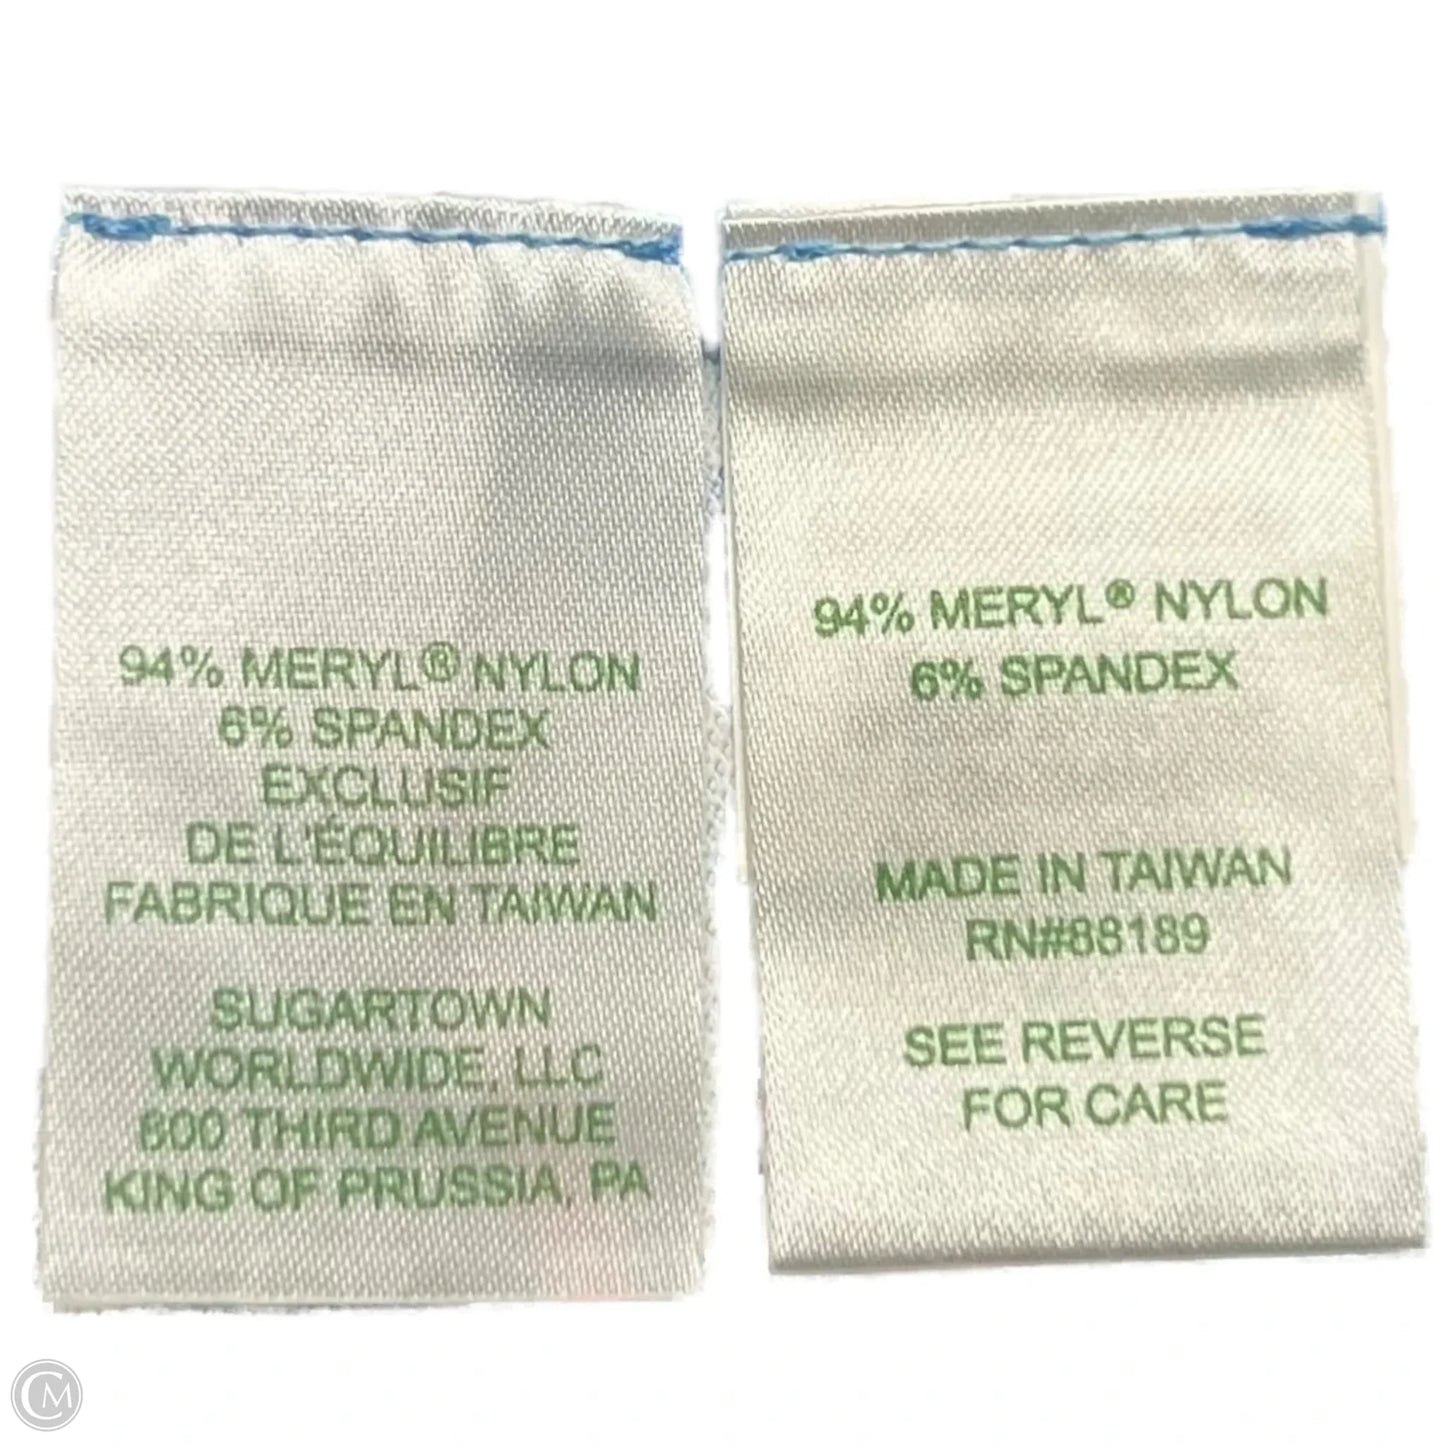 94% MERYL® NYLON
6% SPANDEX
EXCLUSIF
DE L'ÉQUILIBRE
FABRIQUE EN TAIWAN
SUGARTOWN
WORLDWIDE, LLC
800 THIRD AVENUE
KING OF PRUSSIA, PA
94% MERYL® NYLON
6% SPANDEX
MADE IN TAIWAN
RN#88189
SEE REVERSE
FOR CARE
CM